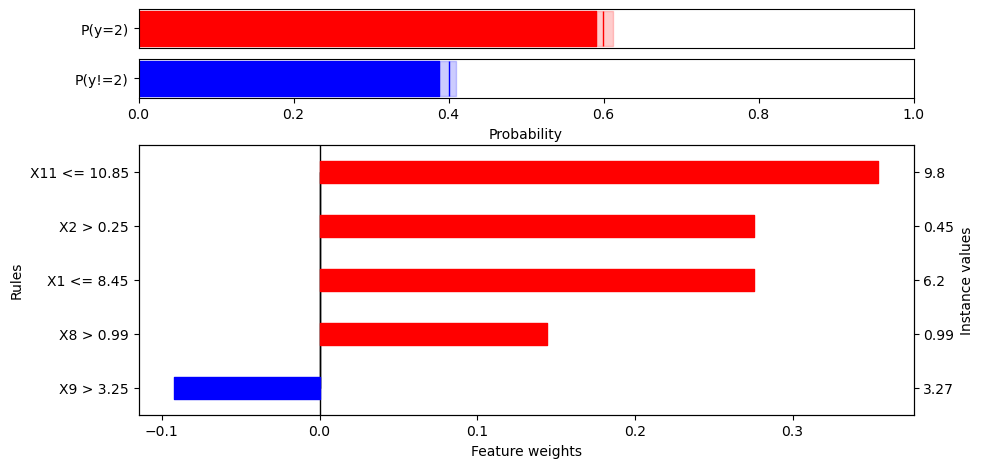 P(y=2)
P(y!=2)
0.0 0.2 0.4 0.6 0.8 1.0
Probability
X11 <= 10.85 9.8
X2 > 0.25 0.45
X1 <= 8.45 6.2
X8 > 0.99 0.99
X9 > 3.25 3.27
Rules
Instance values
−0.1 0.0 0.1 0.2 0.3
Feature weights